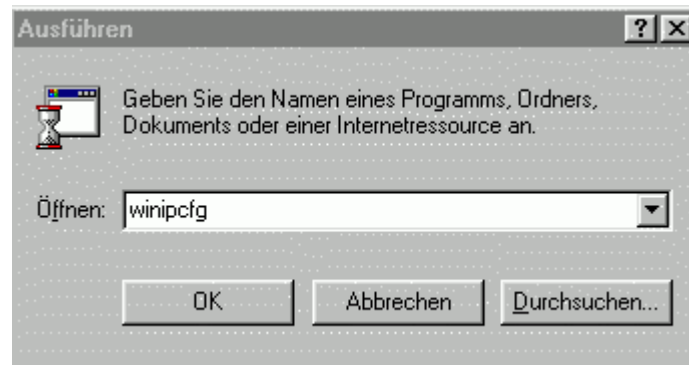 Ausführen
Geben Sie den Namen eines Programms, Ordners,
Dokuments oder einer Internetressource an.
Öffnen: winipcfg
OK Abbrechen Durchsuchen...